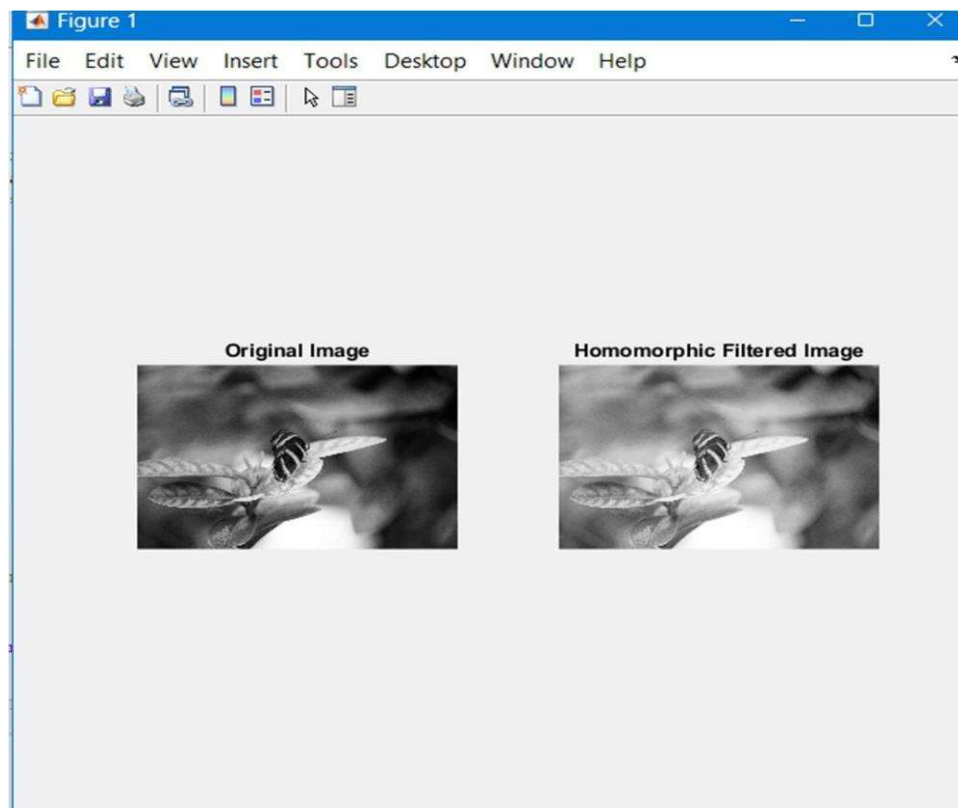 Figure 1
File Edit View Insert Tools Desktop Window Help
Original Image
Homomorphic Filtered Image